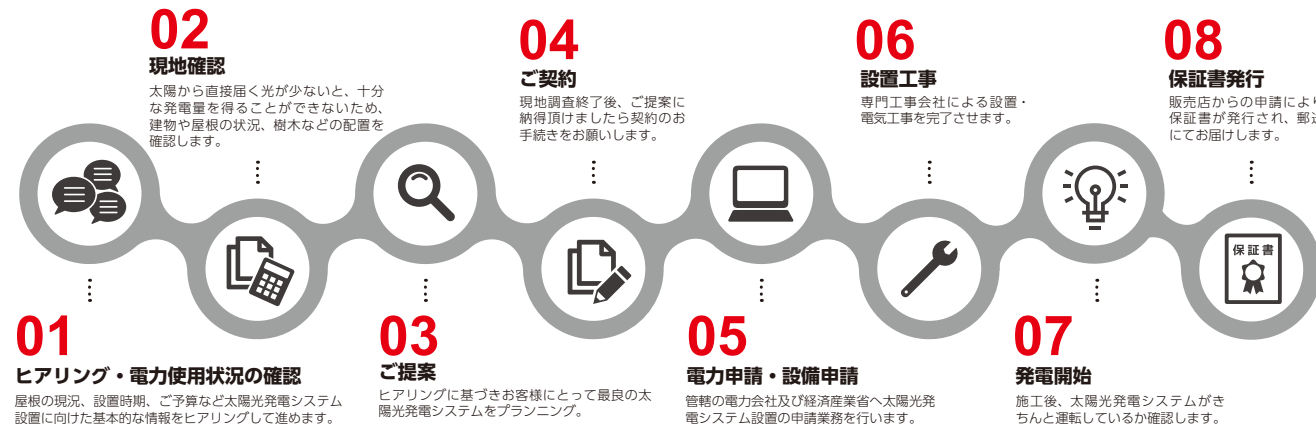 01
ヒアリング・電力使用状況の確認
屋根の現況、設置時期、ご予算など太陽光発電システム
設置に向けた基本的な情報をヒアリングして進めます。
02
現地確認
太陽から直接届く光が少ないと、十分
な発電量を得ることができないため、
建物や屋根の状況、樹木などの配置を
確認します。
03
ご提案
ヒアリングに基づきお客様にとって最良の太
陽光発電システムをプランニング。
04
ご契約
現地調査終了後、ご提案に
納得頂けましたら契約のお
手続きをお願いします。
05
電力申請・設備申請
管轄の電力会社及び経済産業省へ太陽光発
電システム設置の申請業務を行います。
06
設置工事
専門工事会社による設置・
電気工事を完了させます。
07
発電開始
施工後、太陽光発電システムがき
ちんと運転しているか確認します。
08
保証書発行
販売店からの申請により
保証書が発行され、郵送
にてお届けします。
保証書